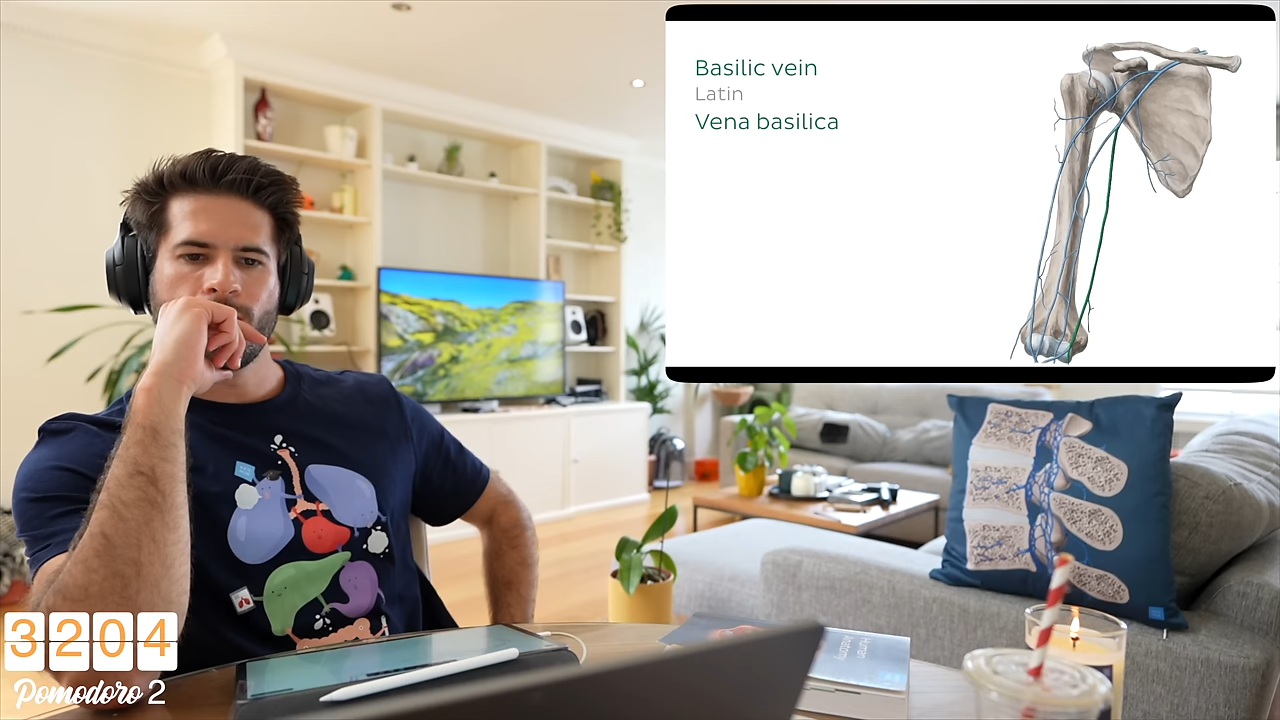 Basilic vein
Latin
Vena basilica
3204
Pomodoro 2
Human
Anatomy